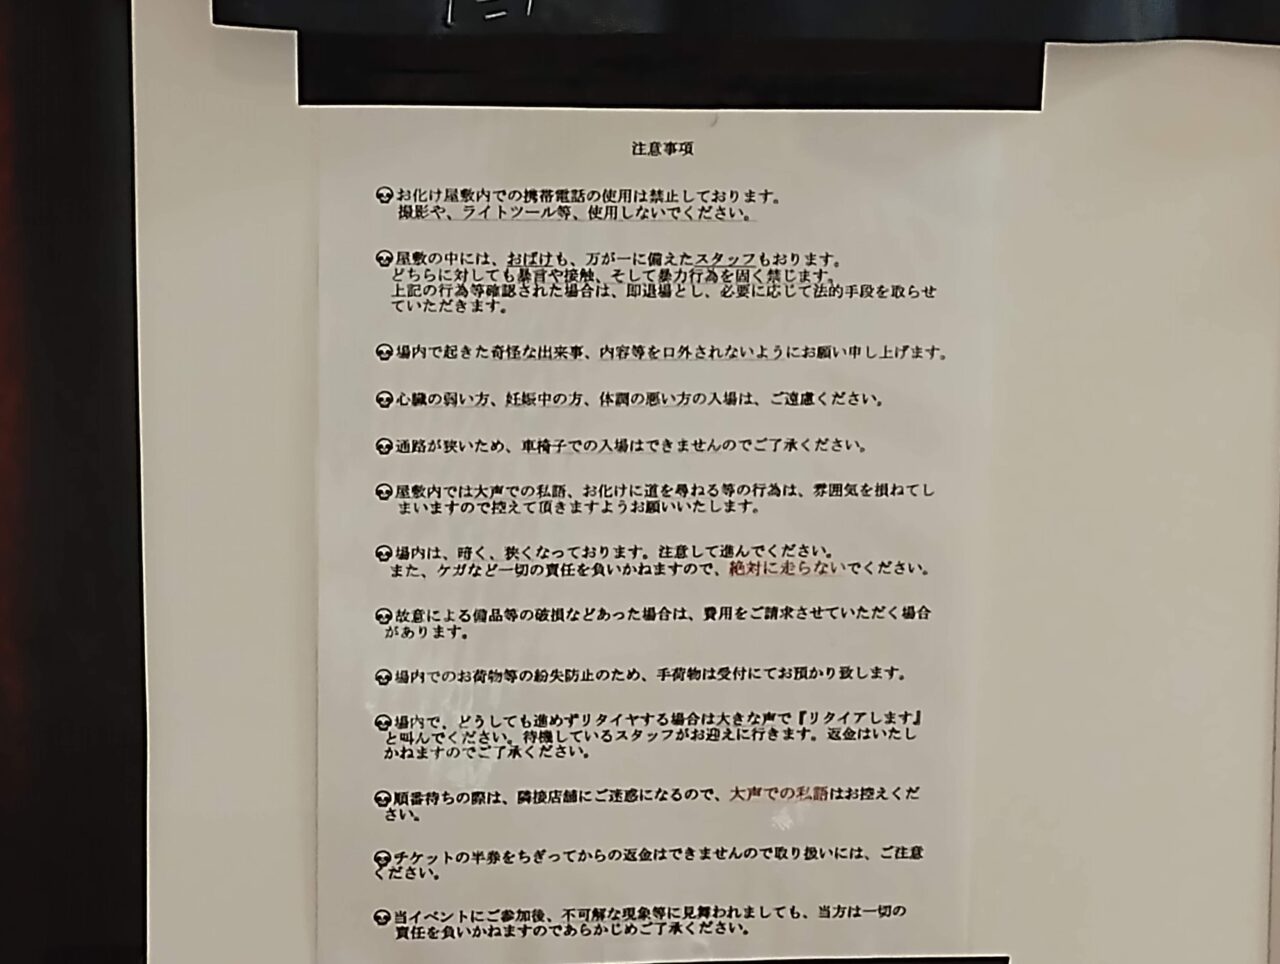 注意事項
お化け屋敷内での携帯電話の使用は禁止しております。
撮影や、ライトツール等、使用しないでください。
屋敷の中には、おばけも、万が一に備えたスタッフもおります。
どちらに対しても暴言や接触、そして暴力行為を固く禁じます。
上記の行為等確認された場合は、即退場とし、必要に応じて法的手段を取らせ
ていただきます。
場内で起きた奇怪な出来事、内容等を口外されないようにお願い申し上げます。
心臓の弱い方、妊娠中の方、体調の悪い方の入場は、ご遠慮ください。
通路が狭いため、車椅子での入場はできませんのでご了承ください。
屋敷内では大声での私語、お化けに道を尋ねる等の行為は、雰囲気を損ねてし
まいますので控えて頂きますようお願いいたします。
場内は、暗く、狭くなっております。注意して進んでください。
また、ケガなど一切の責任を負いかねますので、絶対に走らないでください。
故意による備品等の破損などあった場合は、費用をご請求させていただく場合
があります。
場内でのお荷物等の紛失防止のため、手荷物は受付にてお預かり致します。
場内で、どうしても進めずリタイヤする場合は大きな声で『リタイアします』
と叫んでください。待機しているスタッフがお迎えに行きます。返金はいたし
かねますのでご了承ください。
順番待ちの際は、隣接店舗にご迷惑になるので、大声での私語はお控えくだ
さい。
チケットの半券をちぎってからの返金はできませんので取り扱いには、ご注意
ください。
当イベントにご参加後、不可解な現象等に見舞われましても、当方は一切の
責任を負いかねますのであらかじめご了承ください。